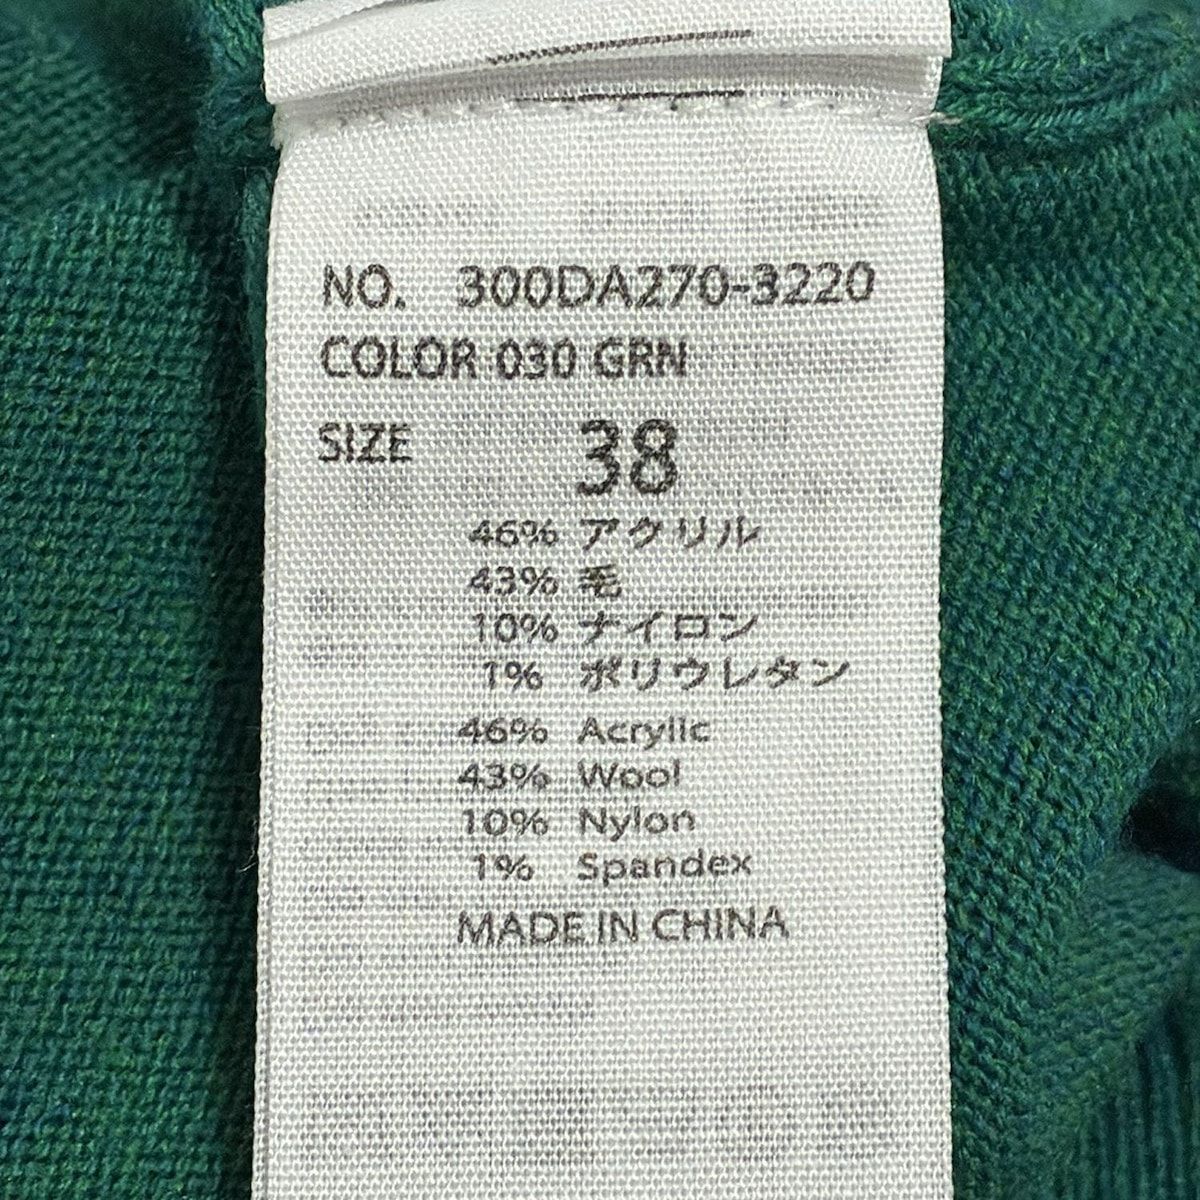 NO. 300DA270-3220
COLOR 030 GRN
SIZE 38
46% アクリル
43% 毛
10% ナイロン
1% ポリウレタン
46% Acrylic
43% Wool
10% Nylon
1% Spandex
MADE IN CHINA